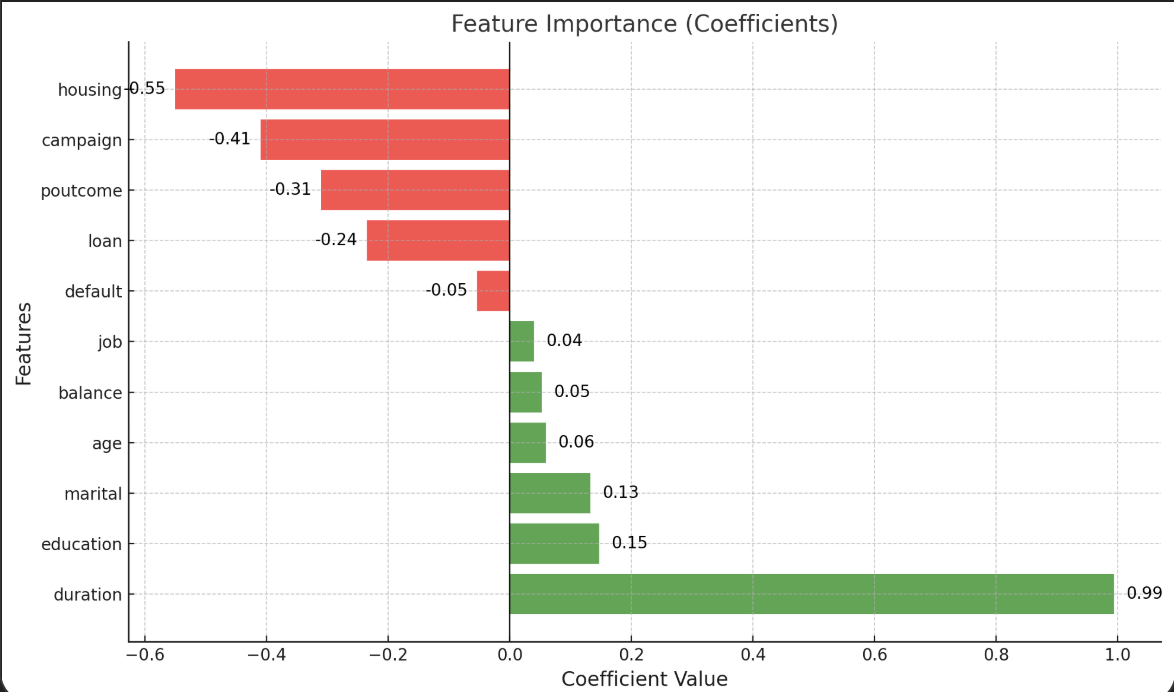 Feature Importance (Coefficients)
housing -0.55
campaign -0.41
poutcome -0.31
loan -0.24
default -0.05
job 0.04
balance 0.05
age 0.06
marital 0.13
education 0.15
duration 0.99
Features
−0.6 −0.4 −0.2 0.0 0.2 0.4 0.6 0.8 1.0
Coefficient Value